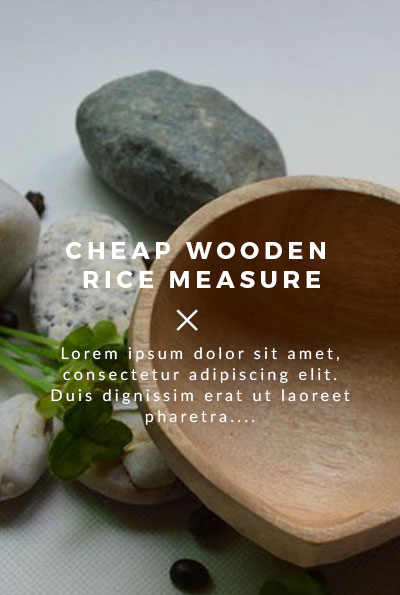 CHEAP WOODEN
RICE MEASURE
Lorem ipsum dolor sit amet,
consectetur adipiscing elit.
Duis dignissim erat ut laoreet
pharetra....